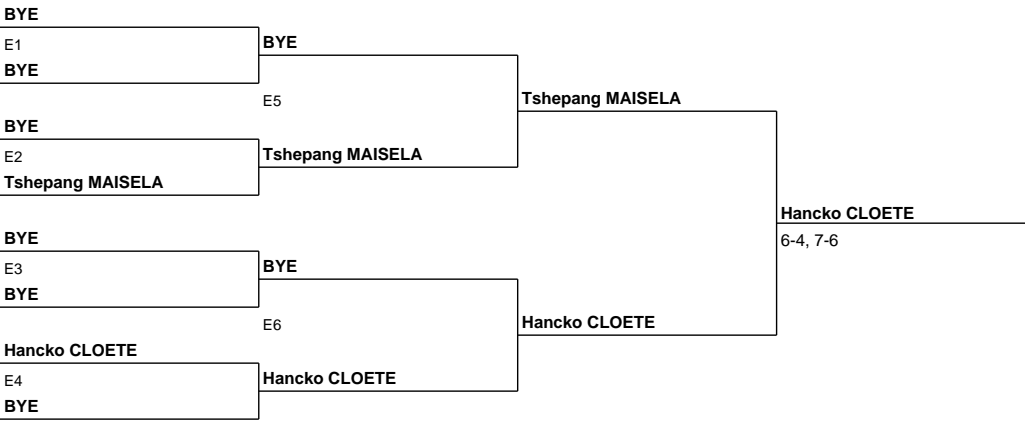 BYE
E1
BYE
BYE
E5
BYE
E2
Tshepang MAISELA
Tshepang MAISELA
Tshepang MAISELA
Hancko CLOETE
6-4, 7-6
BYE
E3
BYE
BYE
E6
Hancko CLOETE
Hancko CLOETE
E4
Hancko CLOETE
BYE